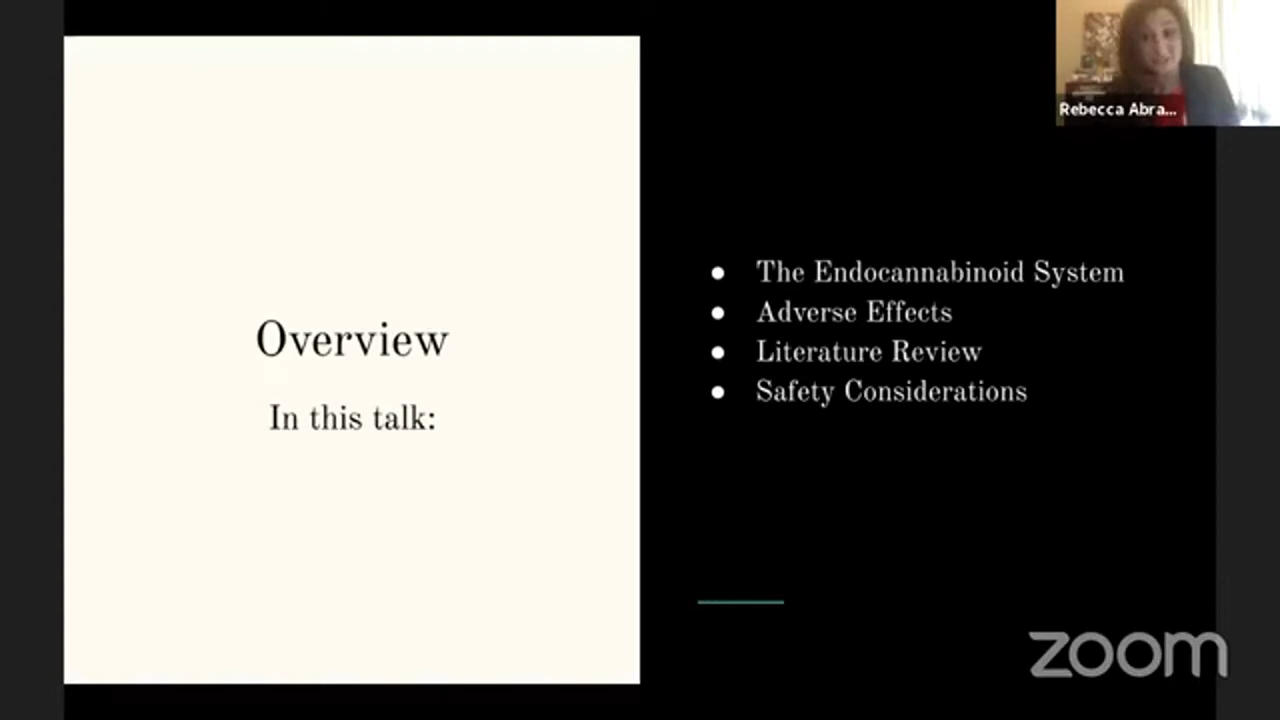 Rebecca Abra...
Overview
In this talk:
● The Endocannabinoid System
● Adverse Effects
● Literature Review
● Safety Considerations
zoom